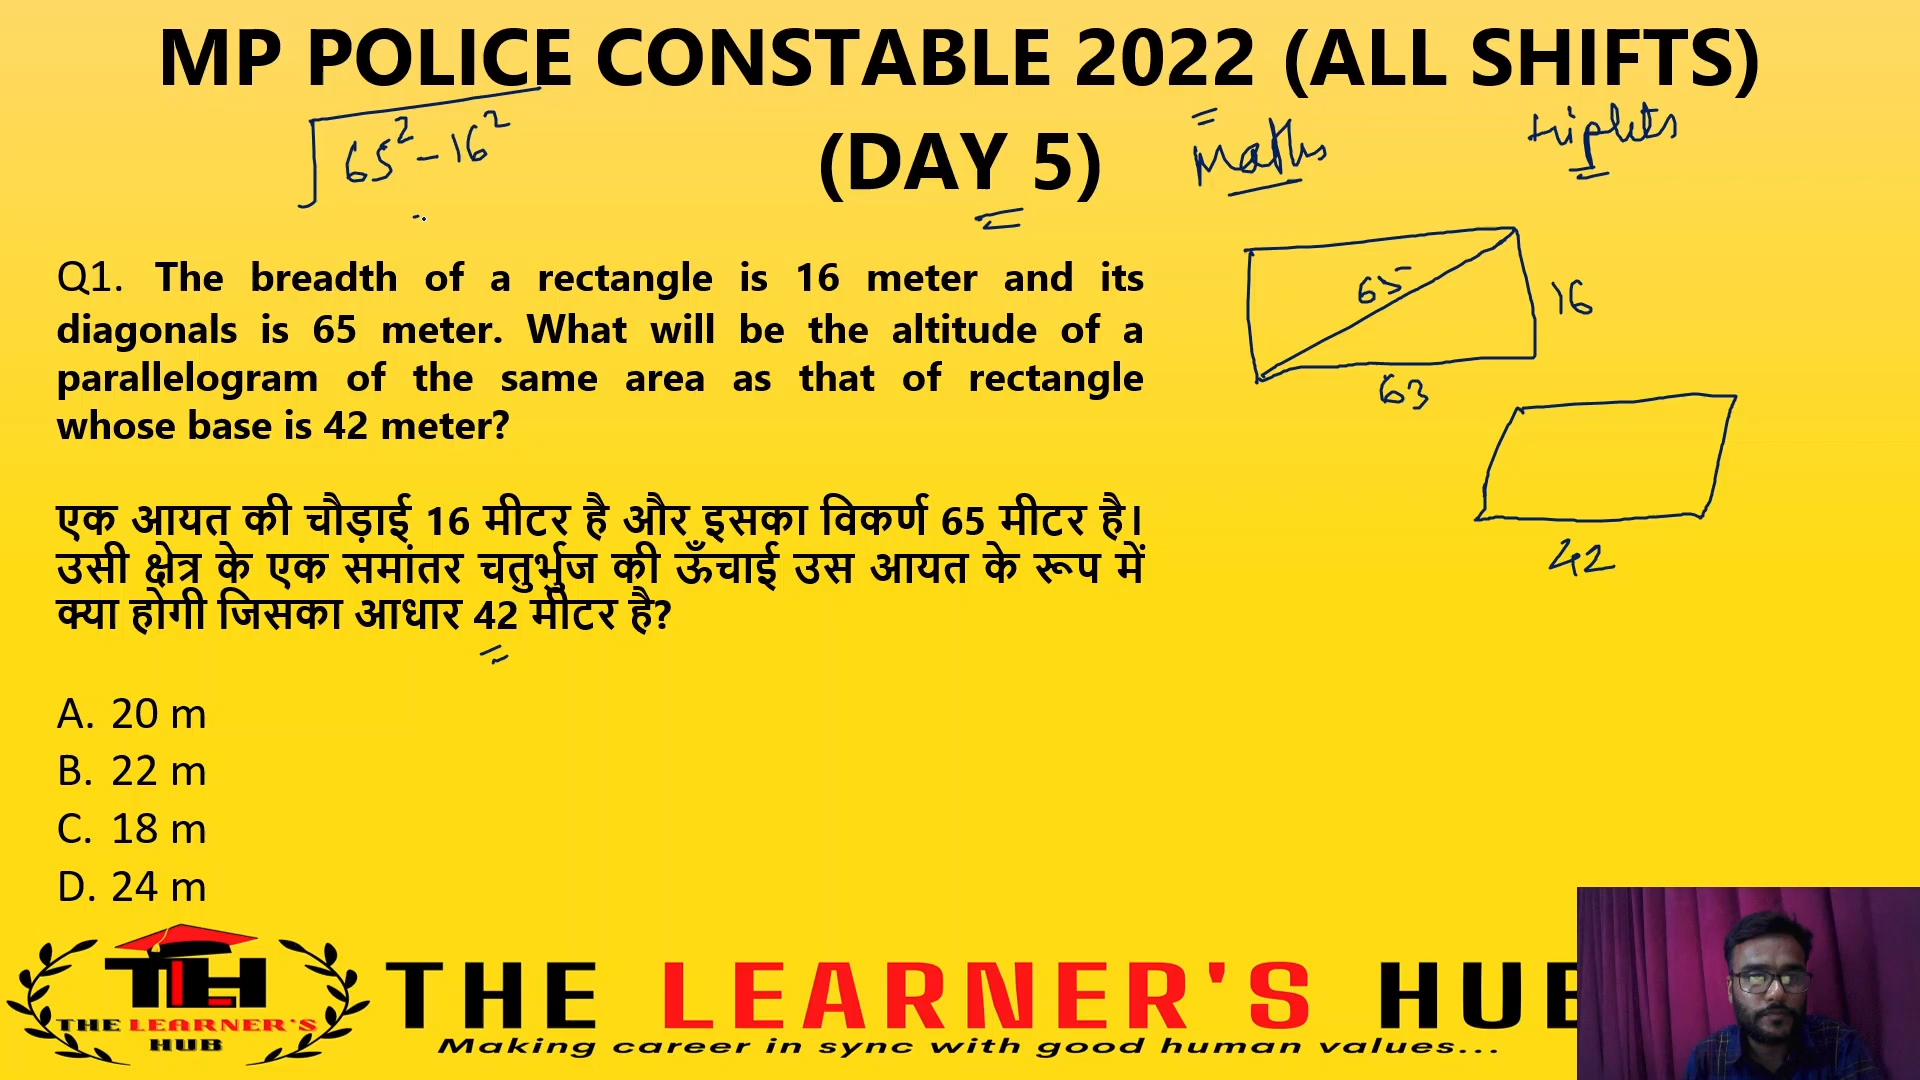 MP POLICE CONSTABLE 2022 (ALL SHIFTS)
(DAY 5)
√65²-16²
Maths
triplets
Q1. The breadth of a rectangle is 16 meter and its
diagonals is 65 meter. What will be the altitude of a
parallelogram of the same area as that of rectangle
whose base is 42 meter?
65
16
63
42
एक आयत की चौड़ाई 16 मीटर है और इसका विकर्ण 65 मीटर है।
उसी क्षेत्र के एक समांतर चतुर्भुज की ऊँचाई उस आयत के रूप में
क्या होगी जिसका आधार 42 मीटर है?
A. 20 m
B. 22 m
C. 18 m
D. 24 m
TLH
THE LEARNER'S
HUB
THE LEARNER'S HUB
Making career in sync with good human values...